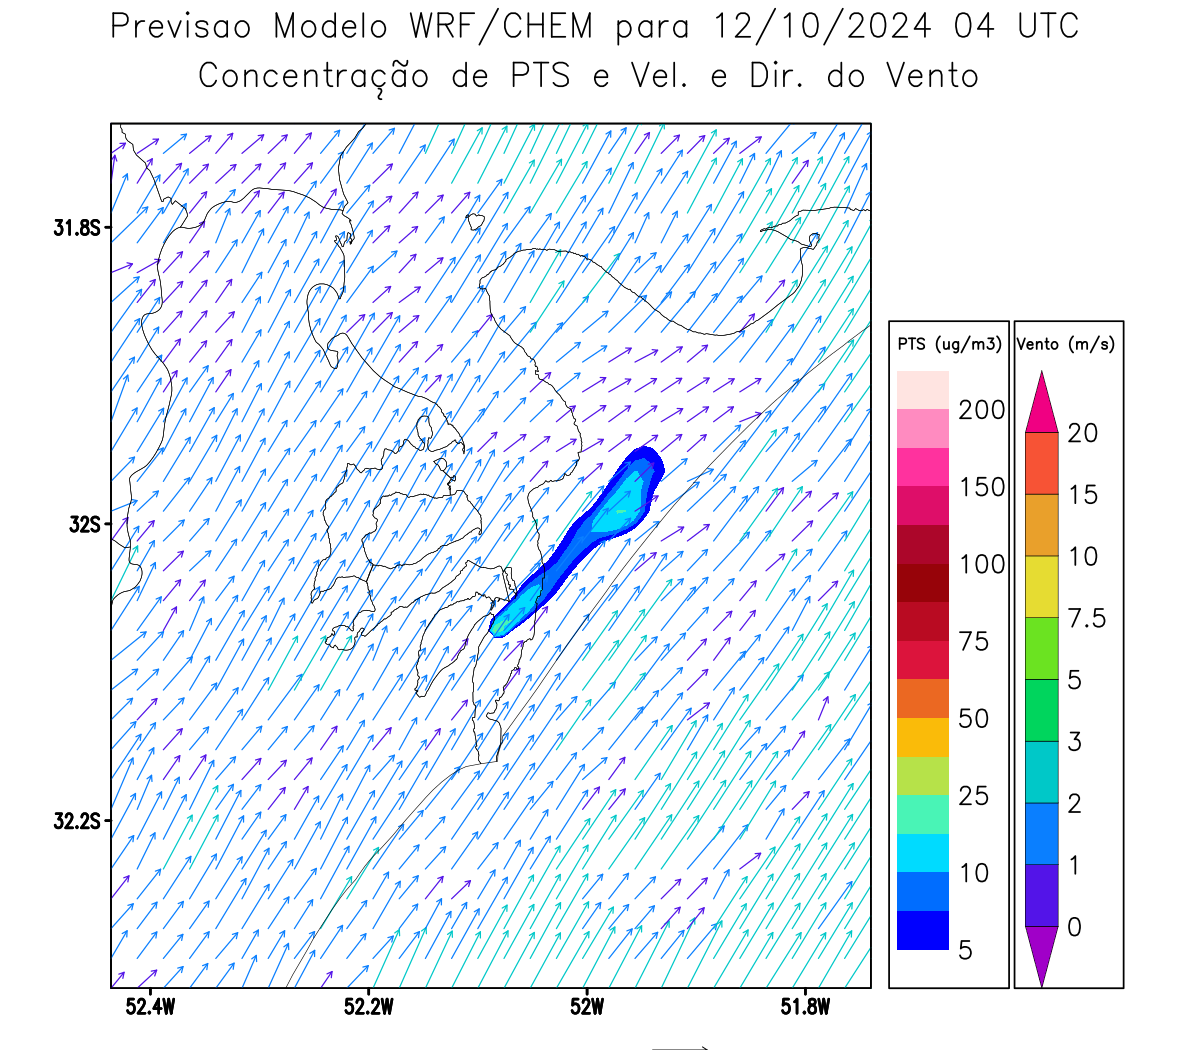 Previsao Modelo WRF/CHEM para 12/10/2024 04 UTC
Concentração de PTS e Vel. e Dir. do Vento
31.8S
32S
32.2S
52.4W
52.2W
52W
51.8W
PTS (ug/m3)
200
150
100
75
50
25
10
5
Vento (m/s)
20
15
10
7.5
5
3
2
1
0